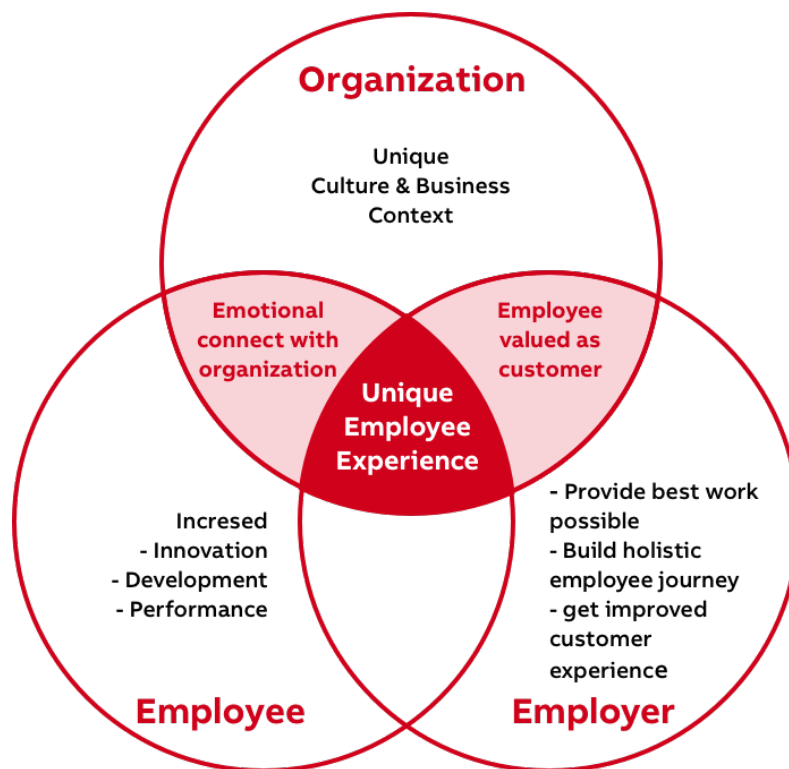 Organization
Unique
Culture & Business
Context
Emotional
connect with
organization
Employee
valued as
customer
Unique
Employee
Experience
Incresed
- Innovation
- Development
- Performance
- Provide best work
possible
- Build holistic
employee journey
- get improved
customer
experience
Employee
Employer